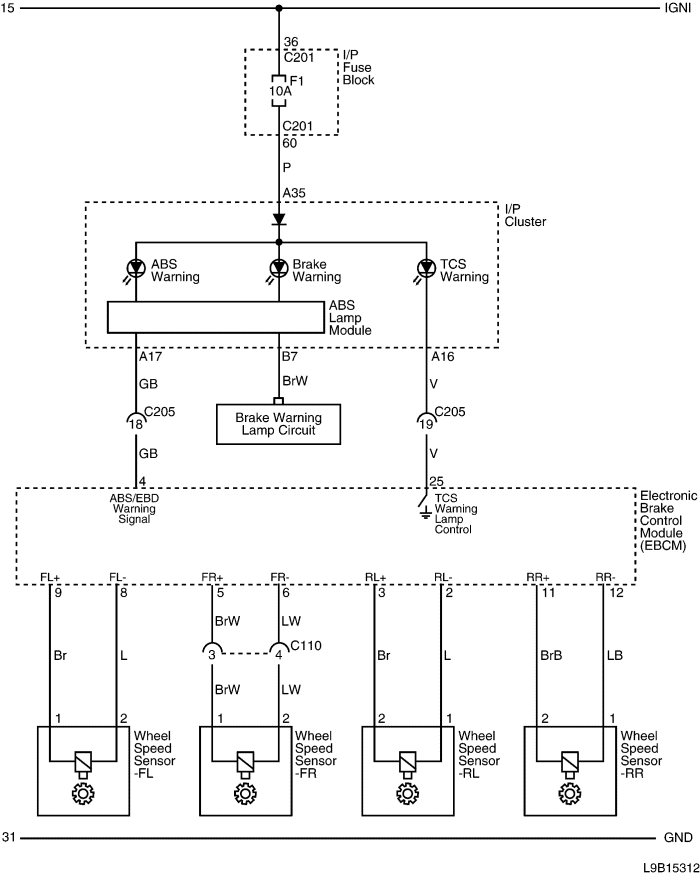 15 IGNI
36
C201
I/P
Fuse
Block
F1
10A
C201
60
P
A35
I/P
Cluster
ABS
Warning
Brake
Warning
TCS
Warning
ABS
Lamp
Module
A17 B7 A16
GB BrW V
C205 C205
18 19
Brake Warning
Lamp Circuit
GB V
4 25
ABS/EBD
Warning
Signal
TCS
Warning
Lamp
Control
Electronic
Brake
Control
Module
(EBCM)
FL+ FL- FR+ FR- RL+ RL- RR+ RR-
9 8 5 6 3 2 11 12
BrW LW
C110
3 4
Br L Br L BrB LB
BrW LW
1 2 1 2 2 1 2 1
Wheel
Speed
Sensor
-FL
Wheel
Speed
Sensor
-FR
Wheel
Speed
Sensor
-RL
Wheel
Speed
Sensor
-RR
31 GND
L9B15312